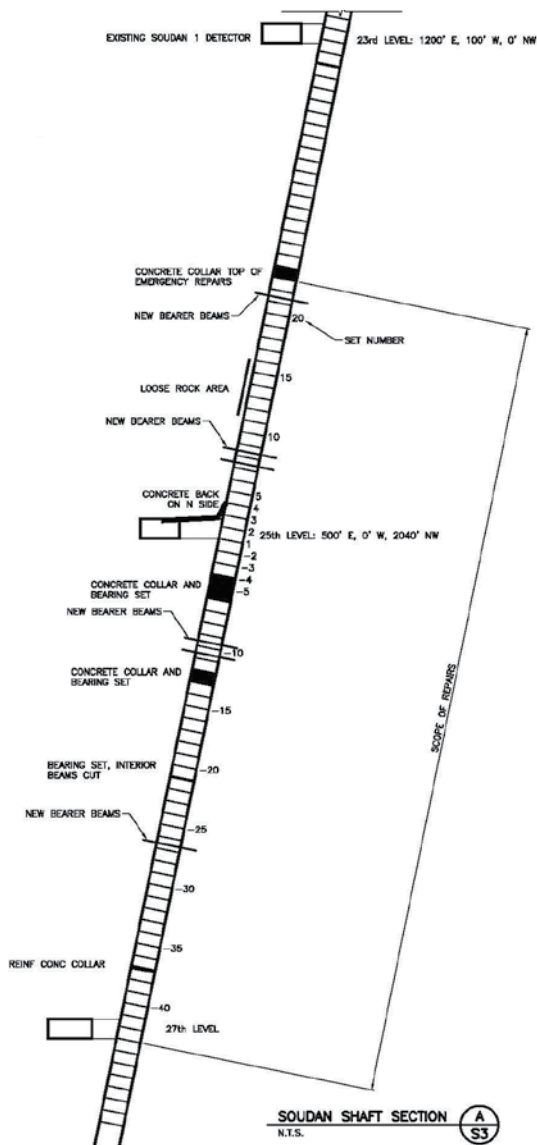 EXISTING SOUDAN 1 DETECTOR
23rd LEVEL: 1200' E, 100' W, 0' NW
CONCRETE COLLAR TOP OF
EMERGENCY REPAIRS
NEW BEARER BEAMS
20
SET NUMBER
15
LOOSE ROCK AREA
10
NEW BEARER BEAMS
5
CONCRETE BACK
ON N SIDE
4
3
2
25th LEVEL: 500' E, 0' W, 2040' NW
1
-2
-3
-4
CONCRETE COLLAR AND
BEARING SET
-5
NEW BEARER BEAMS
-10
CONCRETE COLLAR AND
BEARING SET
SCOPE OF REPAIRS
-15
BEARING SET, INTERIOR
BEAMS CUT
-20
NEW BEARER BEAMS
-25
-30
-35
REINF CONC COLLAR
-40
27th LEVEL
SOUDAN SHAFT SECTION
N.T.S.
A
S3